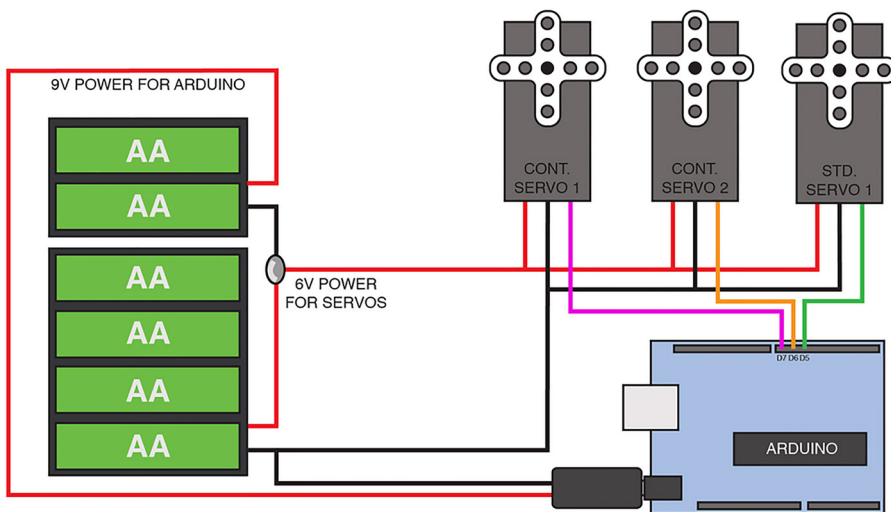 9V POWER FOR ARDUINO
AA
AA
AA
AA
AA
AA
6V POWER
FOR SERVOS
CONT.
SERVO 1
CONT.
SERVO 2
STD.
SERVO 1
D7 D6 D5
ARDUINO